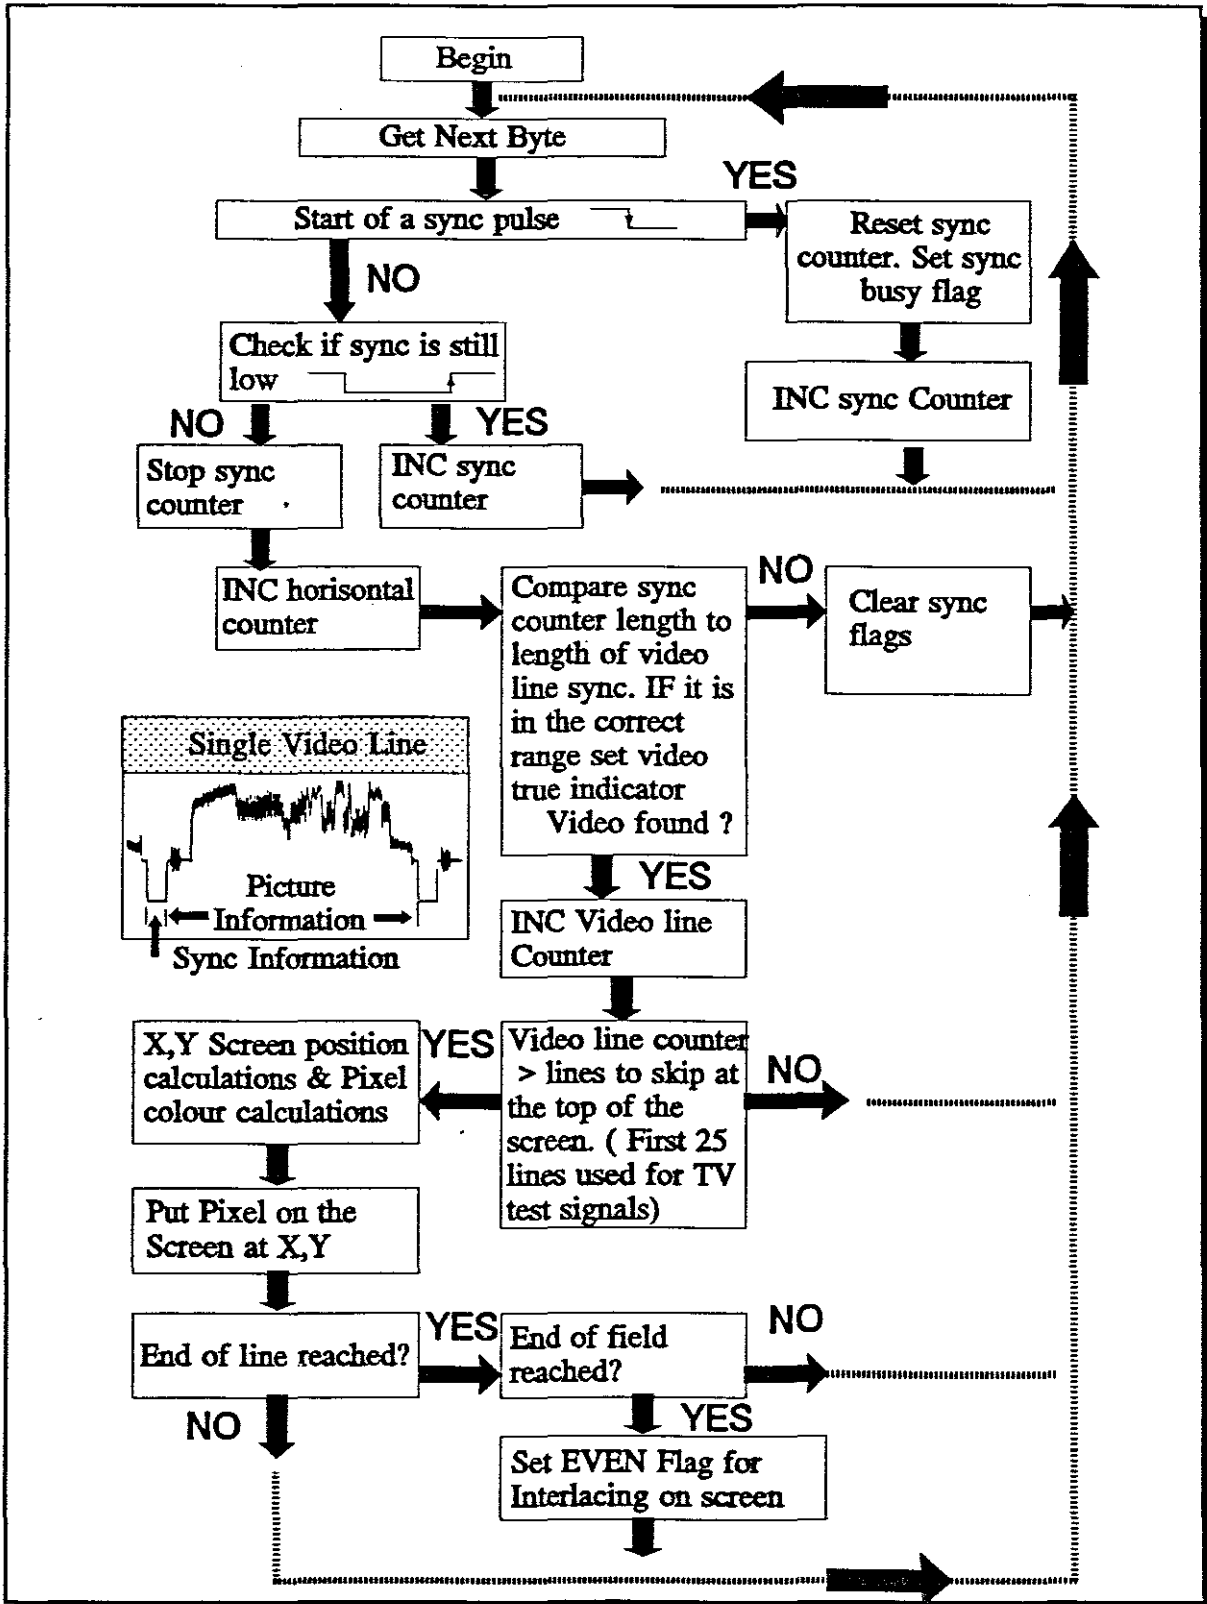 Begin
Get Next Byte
YES
Start of a sync pulse
Reset sync
counter. Set sync
busy flag
NO
Check if sync is still
low
INC sync Counter
NO
YES
Stop sync
counter
INC sync
counter
INC horisontal
counter
Compare sync
counter length to
length of video
line sync. IF it is
in the correct
range set video
true indicator
Video found ?
NO
Clear sync
flags
Single Video Line
Picture
Information
Sync Information
YES
INC Video line
Counter
X,Y Screen position
calculations & Pixel
colour calculations
YES
Video line counter
> lines to skip at
the top of the
screen. ( First 25
lines used for TV
test signals)
NO
Put Pixel on the
Screen at X,Y
End of line reached?
YES
End of field
reached?
NO
NO
YES
Set EVEN Flag for
Interlacing on screen